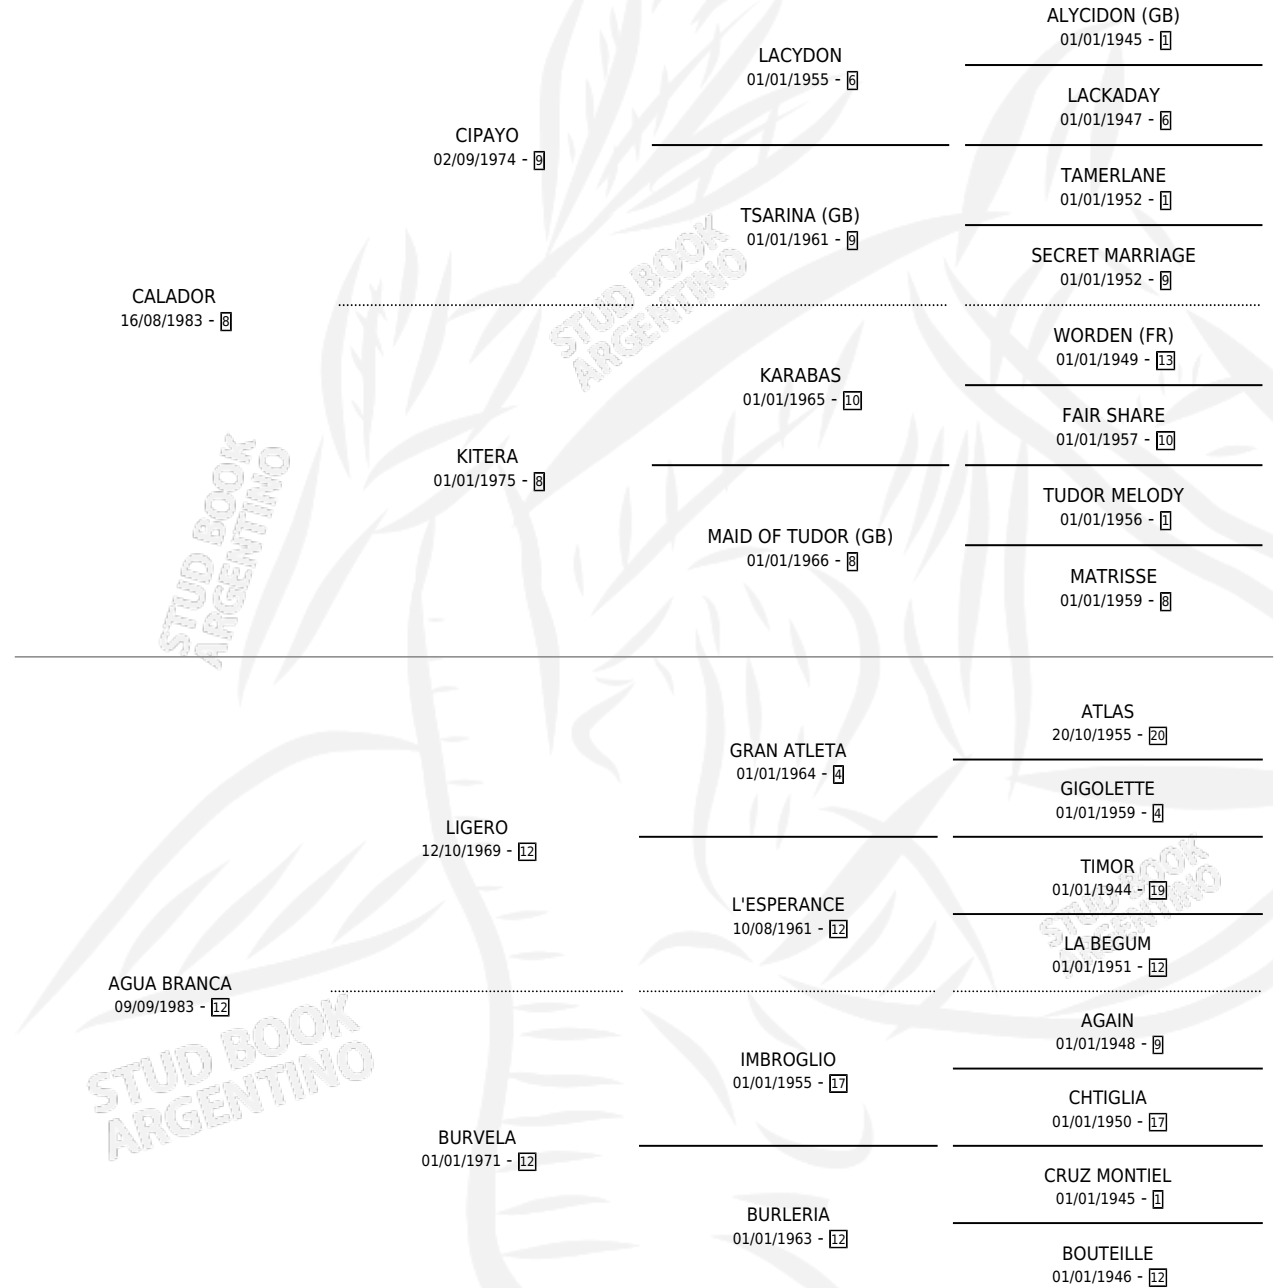 ALYCIDON (GB)
01/01/1945 - 1
LACYDON
01/01/1955 - 6
LACKADAY
01/01/1947 - 6
CIPAYO
02/09/1974 - 9
TAMERLANE
01/01/1952 - 1
TSARINA (GB)
01/01/1961 - 9
SECRET MARRIAGE
01/01/1952 - 9
CALADOR
16/08/1983 - 8
WORDEN (FR)
01/01/1949 - 13
KARABAS
01/01/1965 - 10
FAIR SHARE
01/01/1957 - 10
KITERA
01/01/1975 - 8
TUDOR MELODY
01/01/1956 - 1
MAID OF TUDOR (GB)
01/01/1966 - 8
MATRISSE
01/01/1959 - 8
ATLAS
20/10/1955 - 20
GRAN ATLETA
01/01/1964 - 4
GIGOLETTE
01/01/1959 - 4
LIGERO
12/10/1969 - 12
TIMOR
01/01/1944 - 19
L'ESPERANCE
10/08/1961 - 12
LA BEGUM
01/01/1951 - 12
AGUA BRANCA
09/09/1983 - 12
AGAIN
01/01/1948 - 9
IMBROGLIO
01/01/1955 - 17
CHTIGLIA
01/01/1950 - 17
BURVELA
01/01/1971 - 12
CRUZ MONTIEL
01/01/1945 - 1
BURLERIA
01/01/1963 - 12
BOUTEILLE
01/01/1946 - 12
STUD BOOK
ARGENTINO
STUD BOOK
ARGENTINO
STUD BOOK
ARGENTINO
STUD BOOK
ARGENTINO